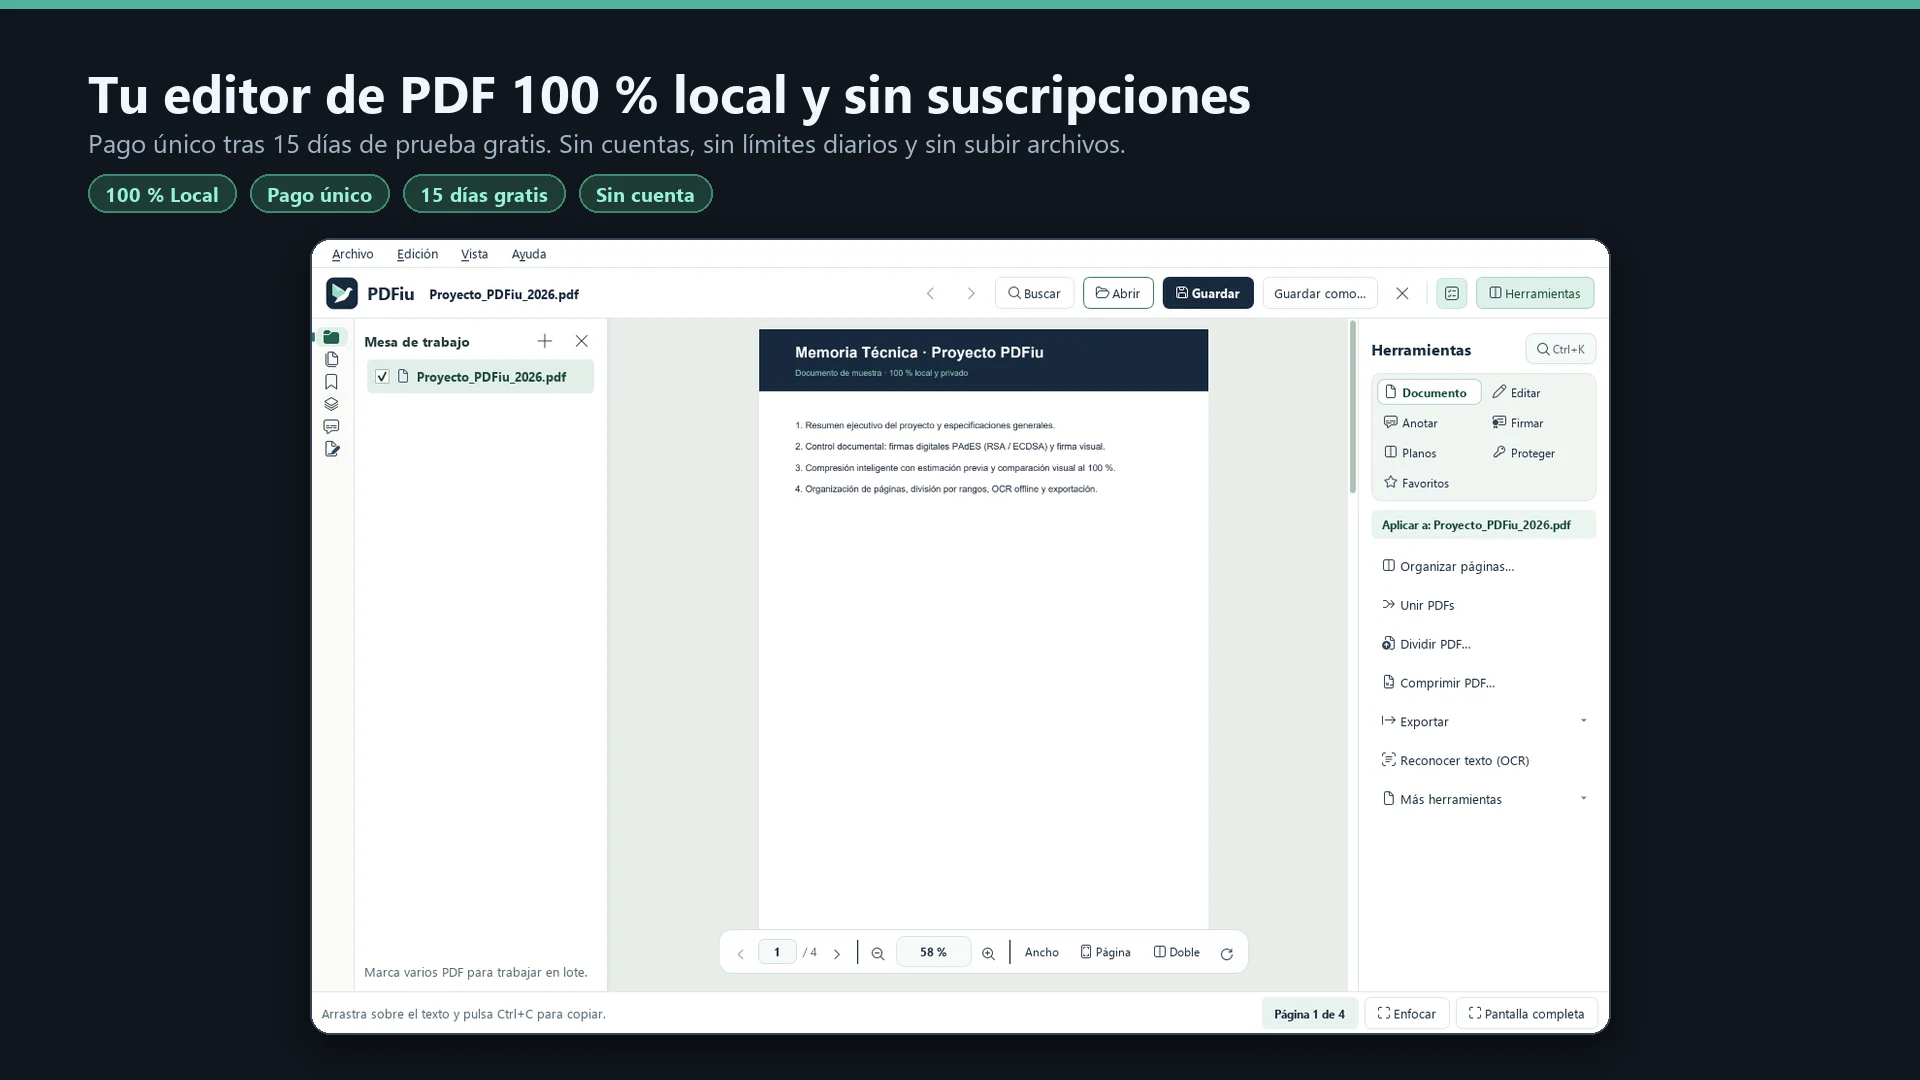 Tu editor de PDF 100 % local y sin suscripciones
Pago único tras 15 días de prueba gratis. Sin cuentas, sin límites diarios y sin subir archivos.
100 % Local
Pago único
15 días gratis
Sin cuenta
Archivo Edición Vista Ayuda
PDFiu Proyecto_PDFiu_2026.pdf
Buscar
Abrir
Guardar
Guardar como...
Herramientas
Mesa de trabajo
Proyecto_PDFiu_2026.pdf
Marca varios PDF para trabajar en lote.
Memoria Técnica · Proyecto PDFiu
Documento de muestra · 100 % local y privado
1. Resumen ejecutivo del proyecto y especificaciones generales.
2. Control documental: firmas digitales PAdES (RSA / ECDSA) y firma visual.
3. Compresión inteligente con estimación previa y comparación visual al 100 %.
4. Organización de páginas, división por rangos, OCR offline y exportación.
1 / 4
58 %
Ancho
Página
Doble
Herramientas
Ctrl+K
Documento
Editar
Anotar
Firmar
Planos
Proteger
Favoritos
Aplicar a: Proyecto_PDFiu_2026.pdf
Organizar páginas...
Unir PDFs
Dividir PDF...
Comprimir PDF...
Exportar
Reconocer texto (OCR)
Más herramientas
Arrastra sobre el texto y pulsa Ctrl+C para copiar.
Página 1 de 4
Enfocar
Pantalla completa